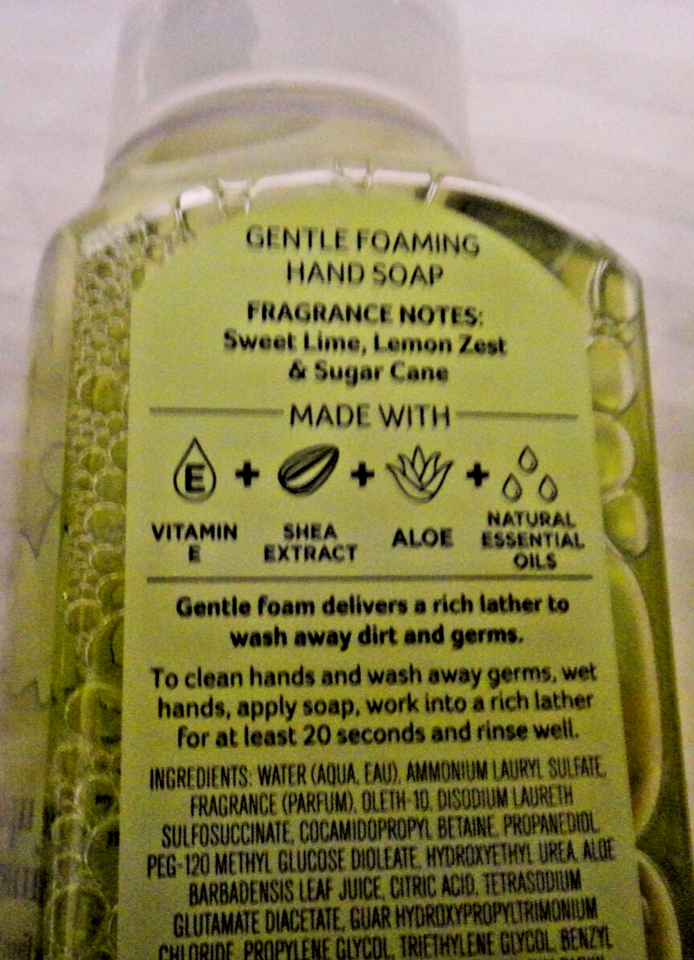 GENTLE FOAMING
HAND SOAP
FRAGRANCE NOTES:
Sweet Lime, Lemon Zest
& Sugar Cane
MADE WITH
E + + +
VITAMIN E
SHEA EXTRACT
ALOE
NATURAL ESSENTIAL OILS
Gentle foam delivers a rich lather to
wash away dirt and germs.
To clean hands and wash away germs, wet
hands, apply soap, work into a rich lather
for at least 20 seconds and rinse well.
INGREDIENTS: WATER (AQUA, EAU), AMMONIUM LAURYL SULFATE,
FRAGRANCE (PARFUM), OLETH-10, DISODIUM LAURETH
SULFOSUCCINATE, COCAMIDOPROPYL BETAINE, PROPANEDIOL,
PEG-120 METHYL GLUCOSE DIOLEATE, HYDROXYETHYL UREA, ALOE
BARBADENSIS LEAF JUICE, CITRIC ACID, TETRASODIUM
GLUTAMATE DIACETATE, GUAR HYDROXYPROPYLTRIMONIUM
CHLORIDE, PROPYLENE GLYCOL, TRIETHYLENE GLYCOL, BENZYL